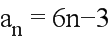 aₙ = 6n−3